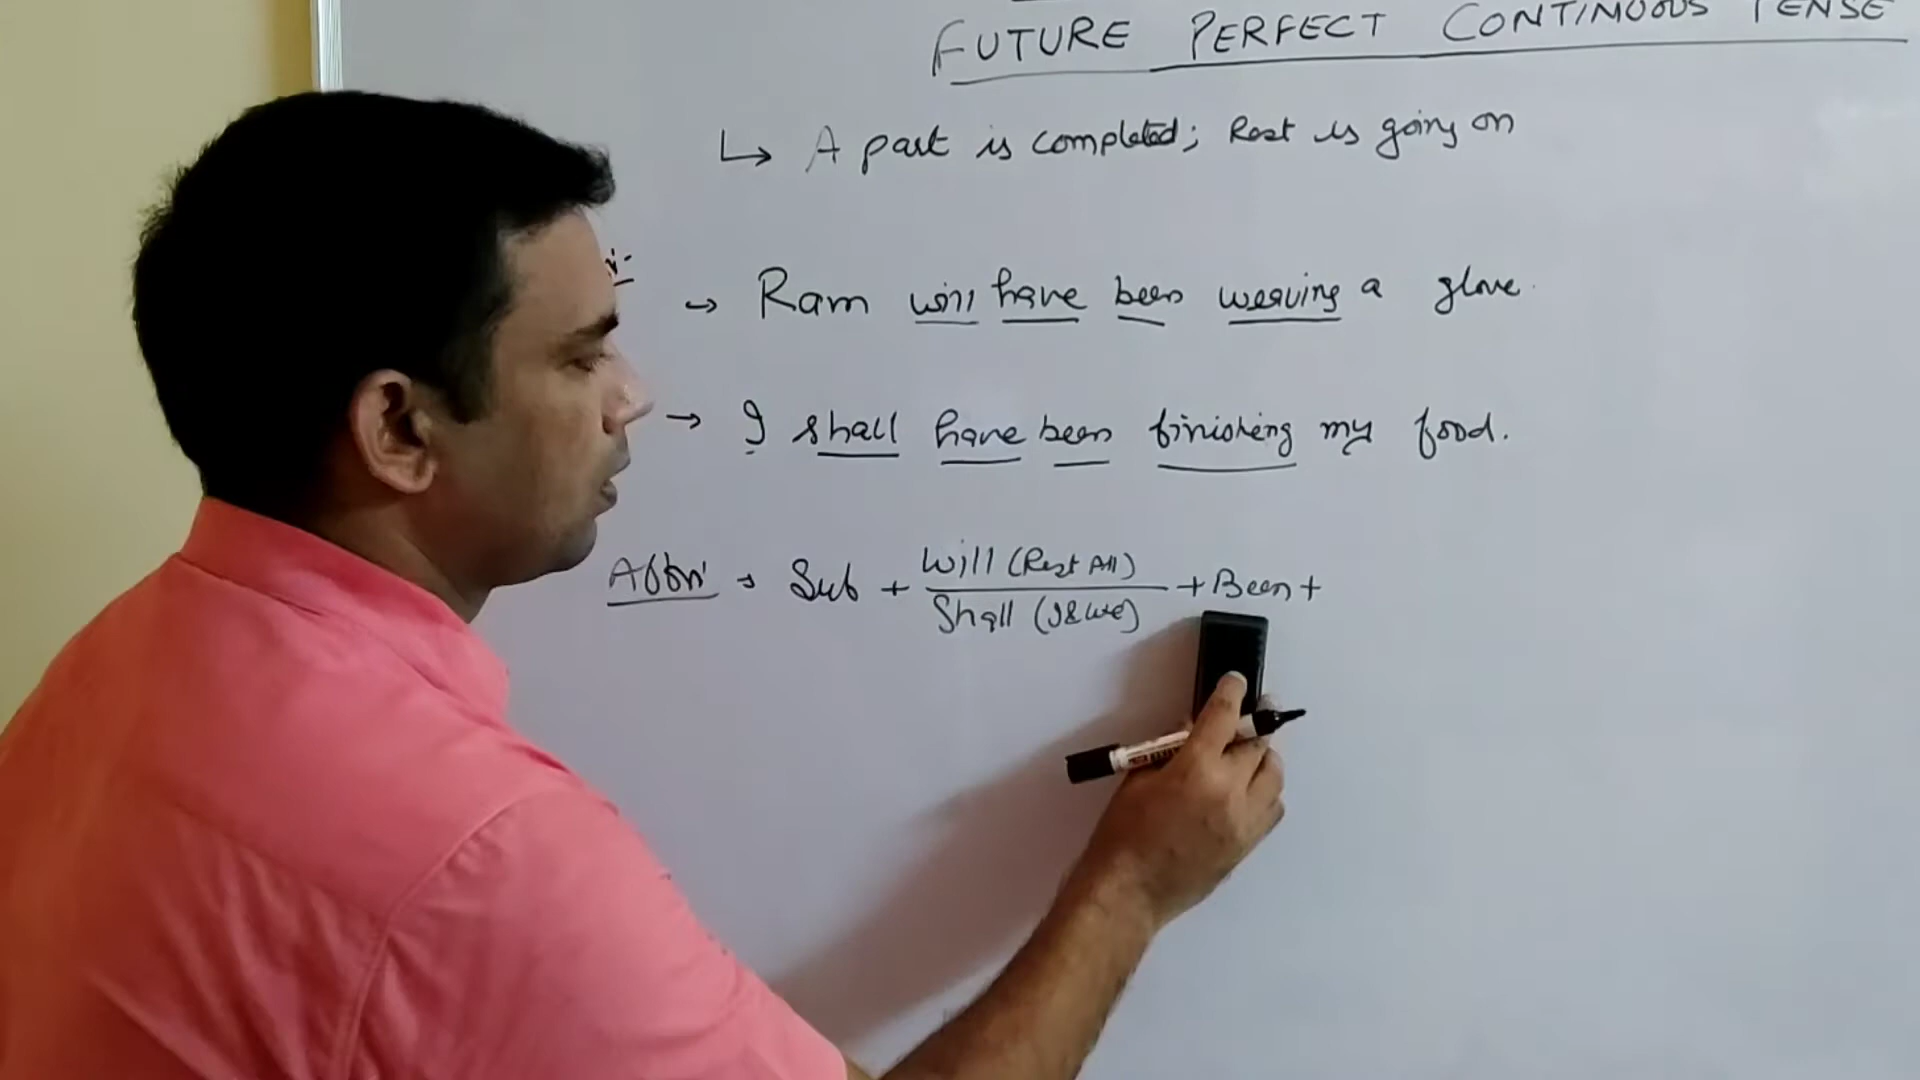 FUTURE PERFECT CONTINUOUS TENSE
↳ A part is completed; Rest is going on
→ Ram will have been weaving a glove.
→ I shall have been finishing my food.
Sub + Will (Rest All) / Shall (I & We) + Been +